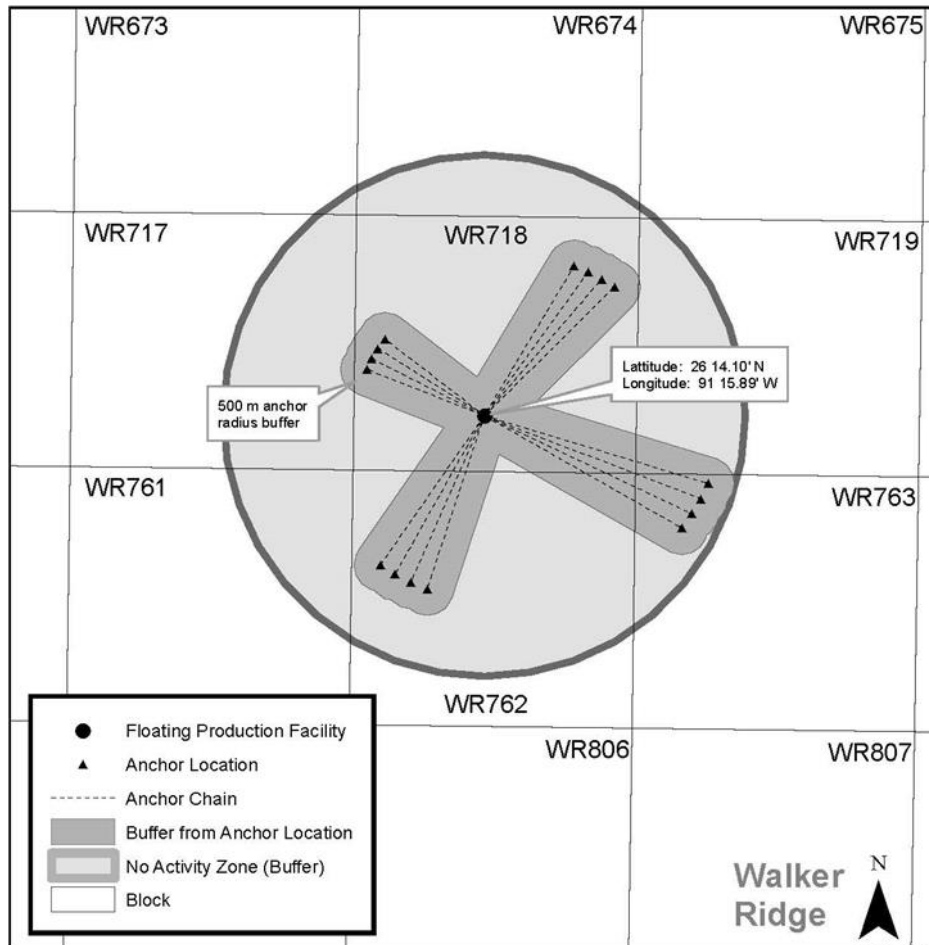 WR673
WR674
WR675
WR717
WR718
WR719
Lattitude: 26 14.10' N
Longitude: 91 15.89' W
500 m anchor
radius buffer
WR761
WR763
WR762
WR806
WR807
Floating Production Facility
Anchor Location
Anchor Chain
Buffer from Anchor Location
No Activity Zone (Buffer)
Block
Walker
Ridge
N